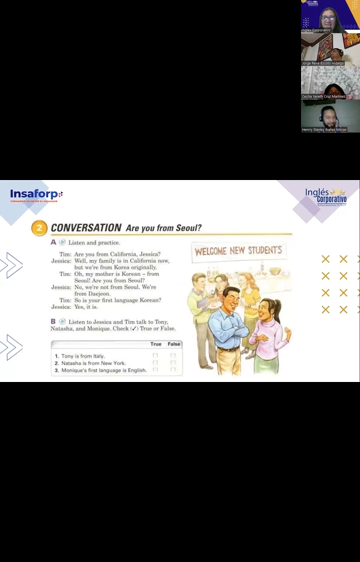 Insaforp
Inglés
Corporativo
2 CONVERSATION Are you from Seoul?
A Listen and practice.
Tim: Are you from California, Jessica?
Jessica: Well, my family is in California now,
but we're from Korea originally.
Tim: Oh, my mother is Korean – from
Seoul! Are you from Seoul?
Jessica: No, we're not from Seoul. We're
from Daejeon.
Tim: So is your first language Korean?
Jessica: Yes, it is.
WELCOME NEW STUDENTS
B Listen to Jessica and Tim talk to Tony,
Natasha, and Monique. Check (✓) True or False.
True False
1. Tony is from Italy.
2. Natasha is from New York.
3. Monique's first language is English.